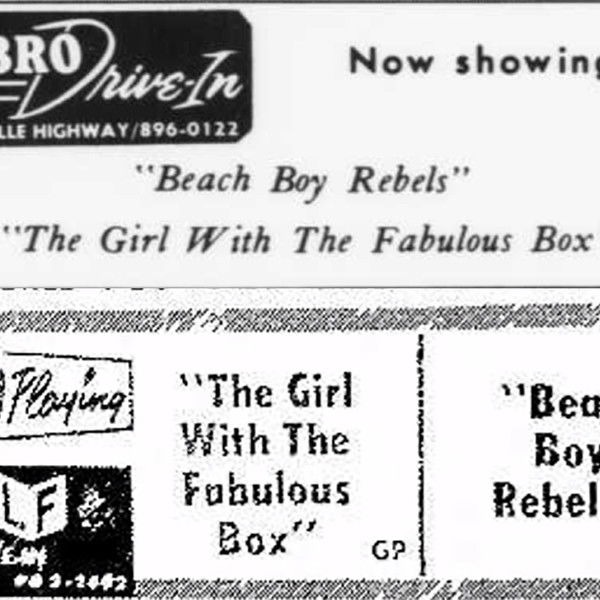 BRO Drive-In
Now showing
LLE HIGHWAY/896-0122
"Beach Boy Rebels"
"The Girl With The Fabulous Box
Playing
"The Girl
With The
Fabulous
Box"
GP
"Bea
Boy
Rebel
LF